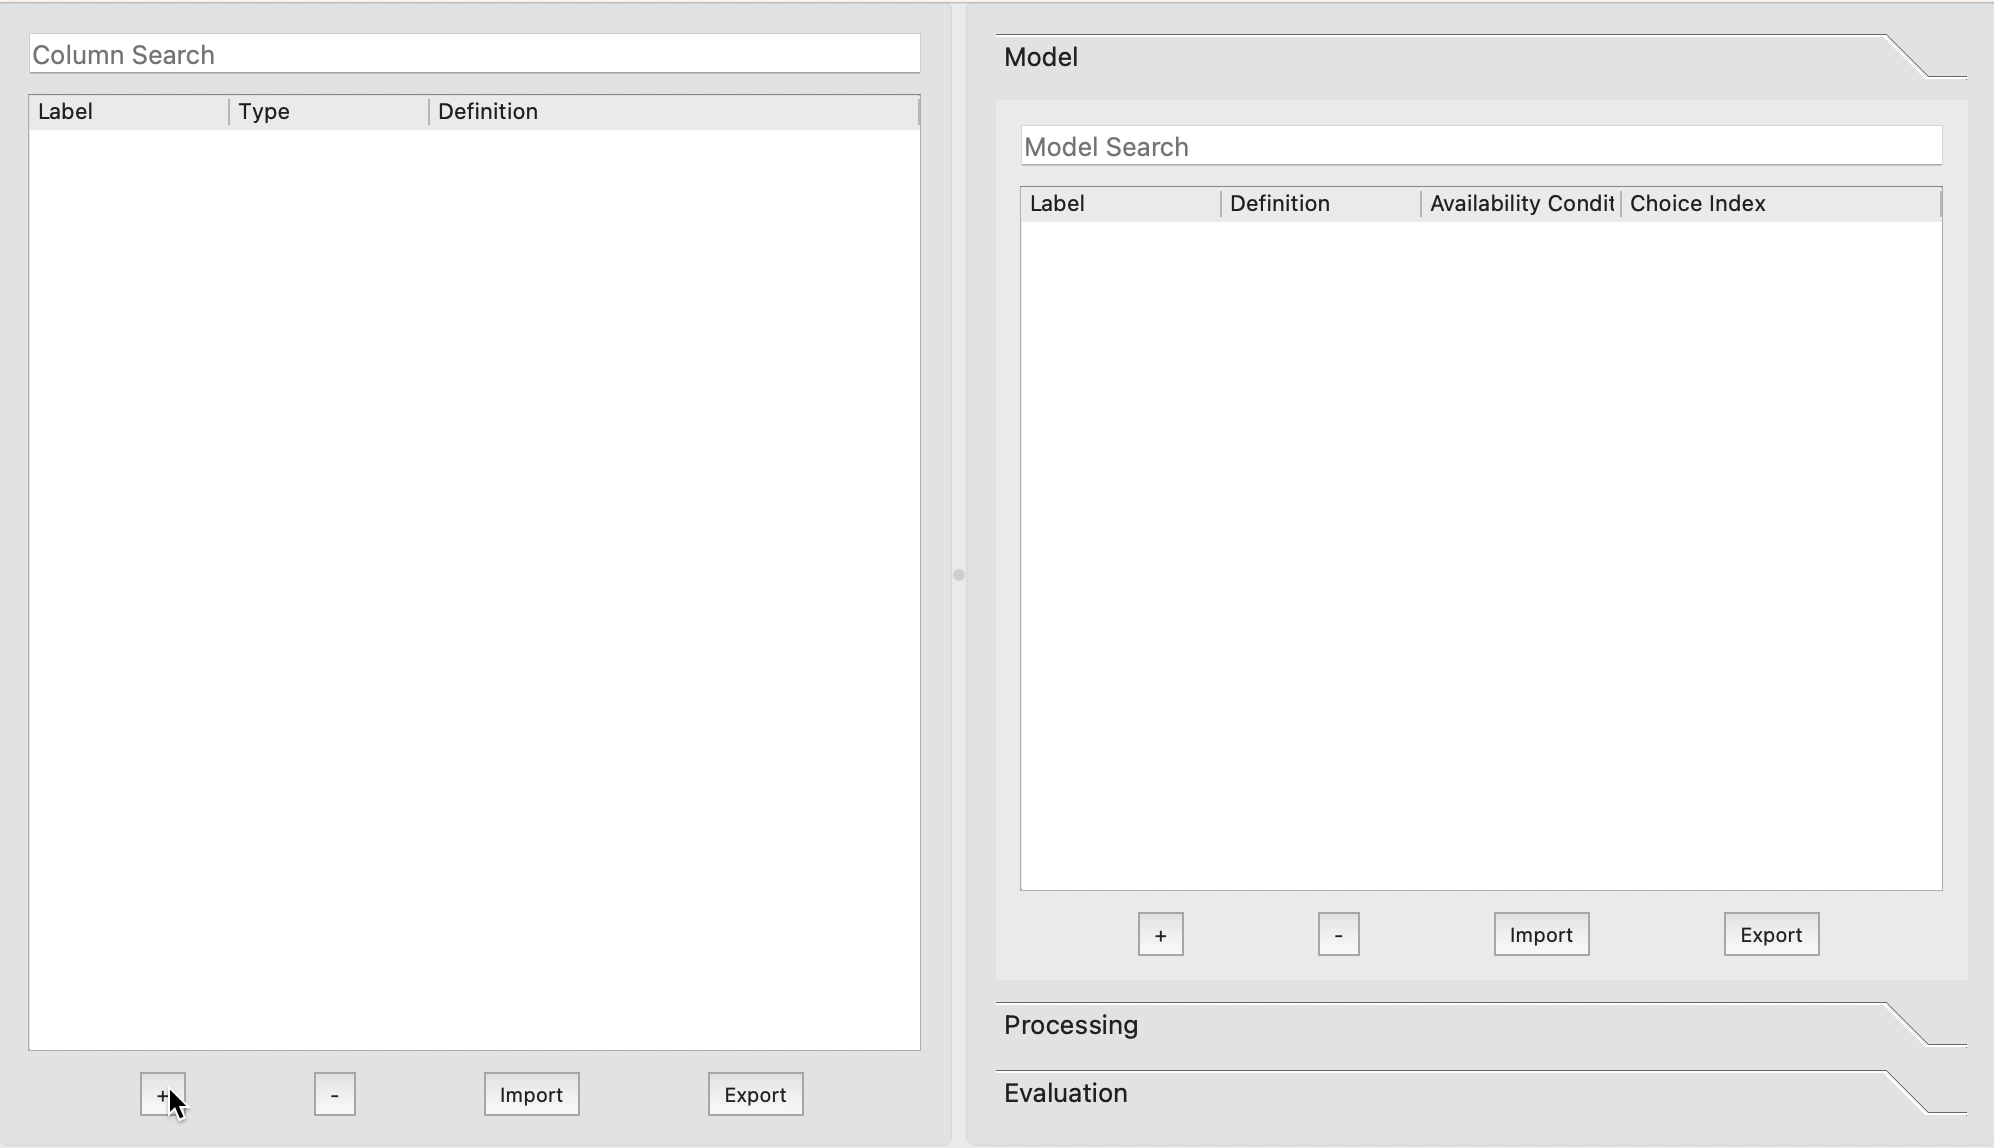 Column Search
Label Type Definition
+ - Import Export
Model
Model Search
Label Definition Availability Condit Choice Index
+ - Import Export
Processing
Evaluation